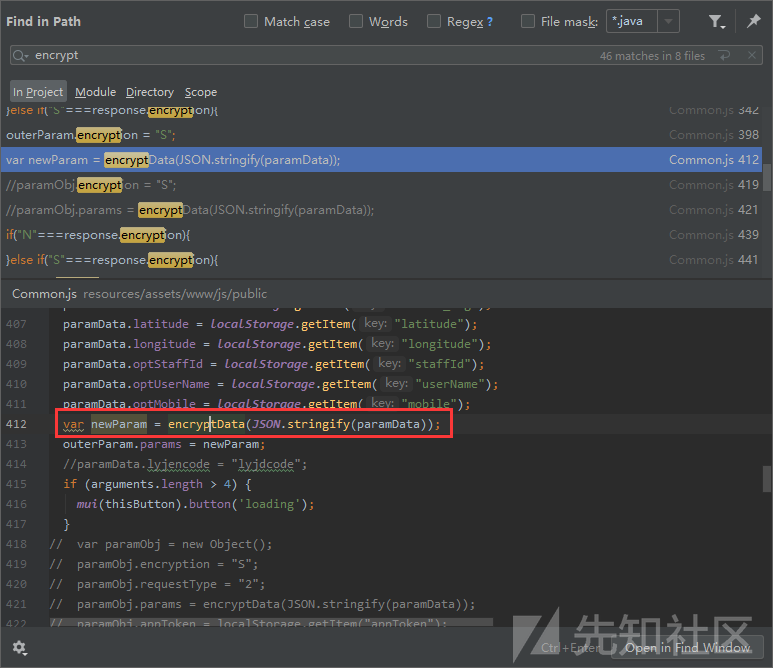 Find in Path Match case Words Regex ? File mask: *.java
encrypt 46 matches in 8 files
In Project Module Directory Scope
}else if("S"===response.encryption){ Common.js 342
outerParam.encryption = "S"; Common.js 398
var newParam = encryptData(JSON.stringify(paramData)); Common.js 412
//paramObj.encryption = "S"; Common.js 419
//paramObj.params = encryptData(JSON.stringify(paramData)); Common.js 421
if("N"===response.encryption){ Common.js 439
}else if("S"===response.encryption){ Common.js 441
Common.js resources/assets/www/js/public
407 paramData.latitude = localStorage.getItem( key: "latitude");
408 paramData.longitude = localStorage.getItem( key: "longitude");
409 paramData.optStaffId = localStorage.getItem( key: "staffId");
410 paramData.optUserName = localStorage.getItem( key: "userName");
411 paramData.optMobile = localStorage.getItem( key: "mobile");
412 var newParam = encryptData(JSON.stringify(paramData));
413 outerParam.params = newParam;
414 //paramData.lyjencode = "lyjdcode";
415 if (arguments.length > 4) {
416 mui(thisButton).button('loading');
417 }
418 // var paramObj = new Object();
419 // paramObj.encryption = "S";
420 // paramObj.requestType = "2";
421 // paramObj.params = encryptData(JSON.stringify(paramData));
422 // paramObj.appToken = localStorage.getItem("appToken");
先知社区
Ctrl+Enter Open in Find Window